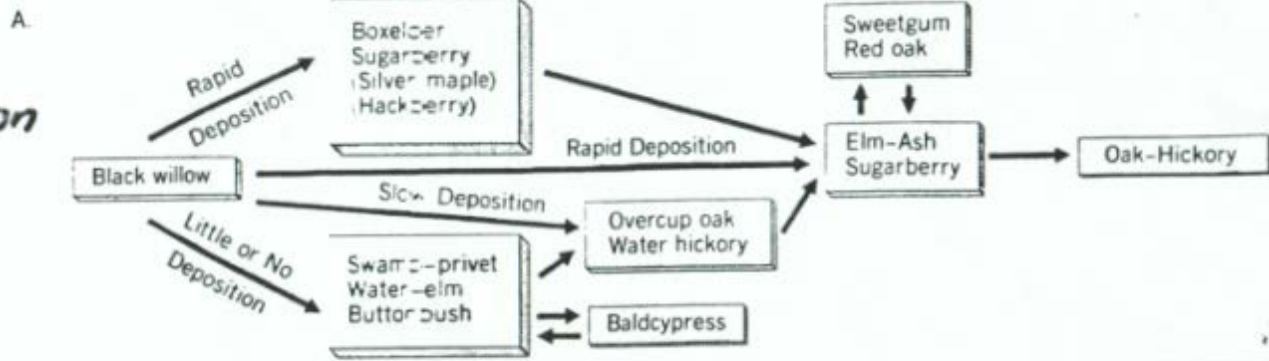 A.
Sweetgum
Red oak
Boxelder
Sugarberry
(Silver maple)
(Hackberry)
Rapid
Deposition
on
Rapid Deposition
Elm-Ash
Sugarberry
Oak-Hickory
Black willow
Slow Deposition
Overcup oak
Water hickory
Little or No
Deposition
Swamp-privet
Water-elm
Buttonbush
Baldcypress